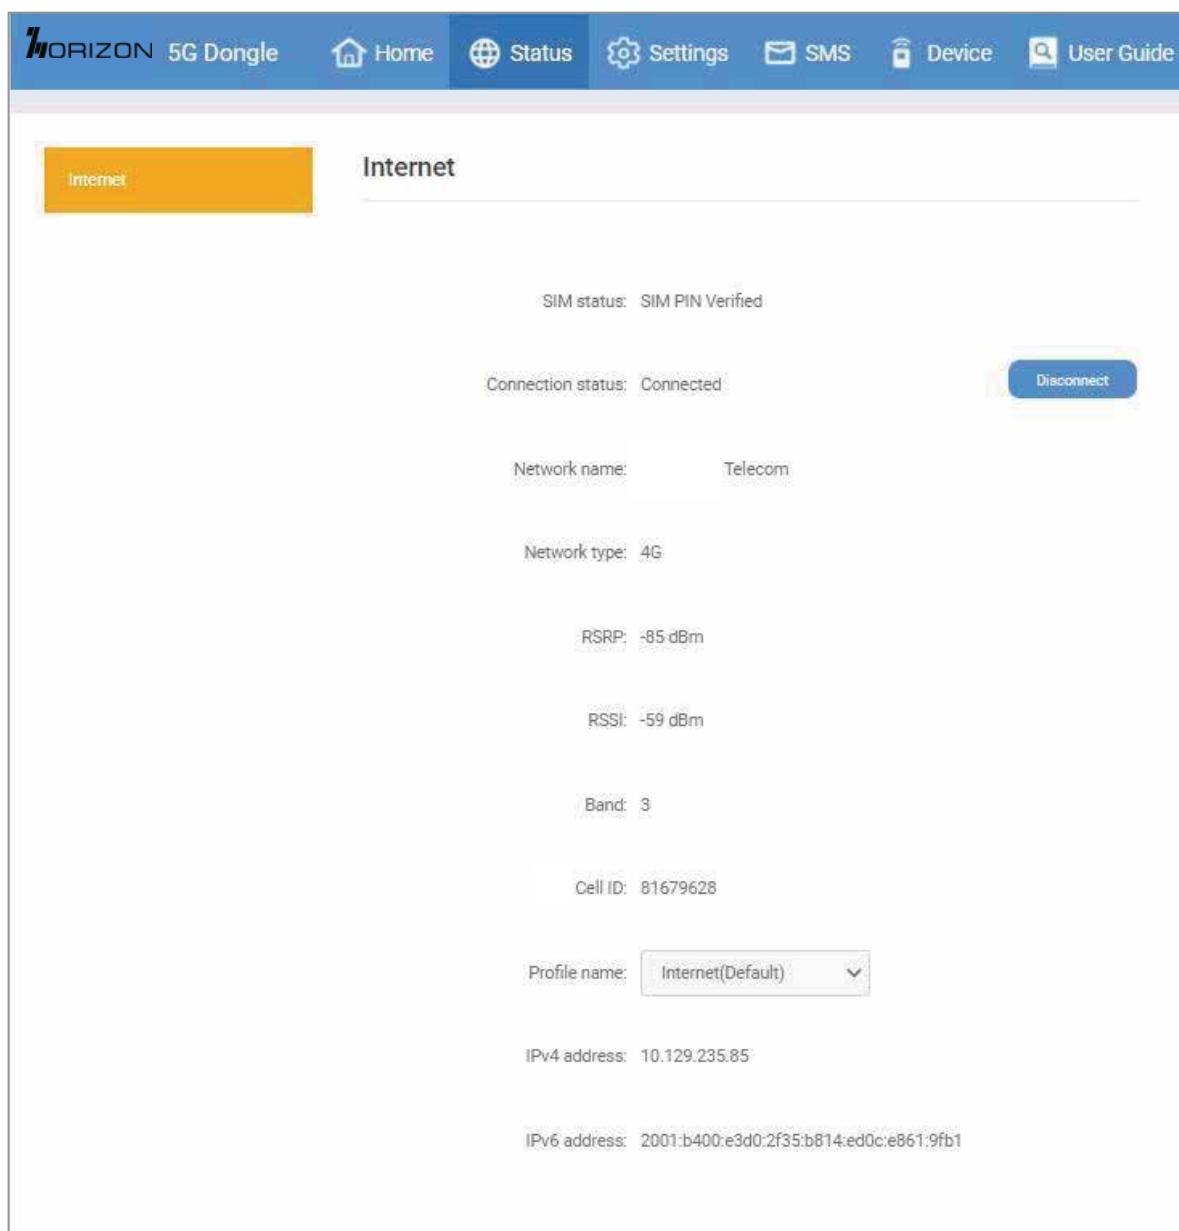 HORIZON 5G Dongle Home Status Settings SMS Device User Guide
Internet
Internet
SIM status: SIM PIN Verified
Connection status: Connected Disconnect
Network name: Telecom
Network type: 4G
RSRP: -85 dBm
RSSI: -59 dBm
Band: 3
Cell ID: 81679628
Profile name: Internet(Default)
IPv4 address: 10.129.235.85
IPv6 address: 2001:b400:e3d0:2f35:b814:ed0c:e861:9fb1